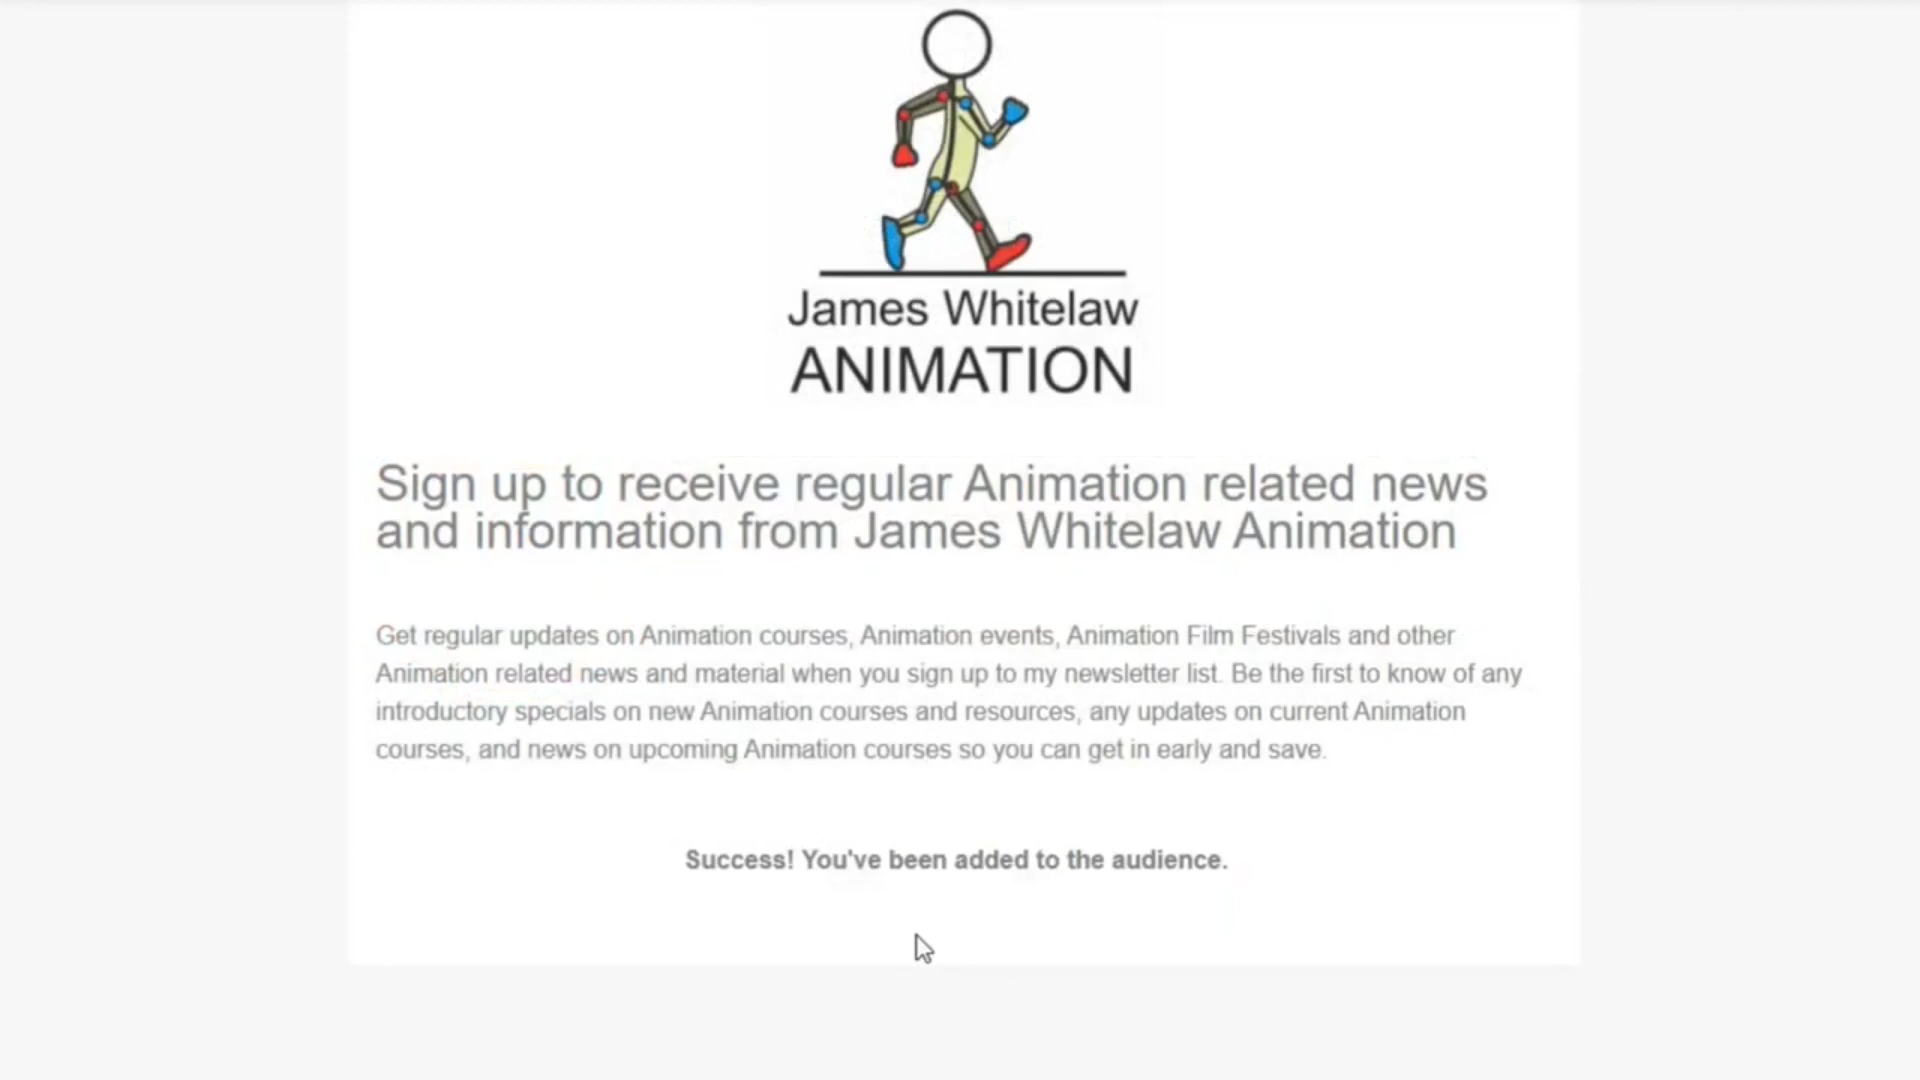 James Whitelaw
ANIMATION
Sign up to receive regular Animation related news
and information from James Whitelaw Animation
Get regular updates on Animation courses, Animation events, Animation Film Festivals and other
Animation related news and material when you sign up to my newsletter list. Be the first to know of any
introductory specials on new Animation courses and resources, any updates on current Animation
courses, and news on upcoming Animation courses so you can get in early and save.
Success! You've been added to the audience.